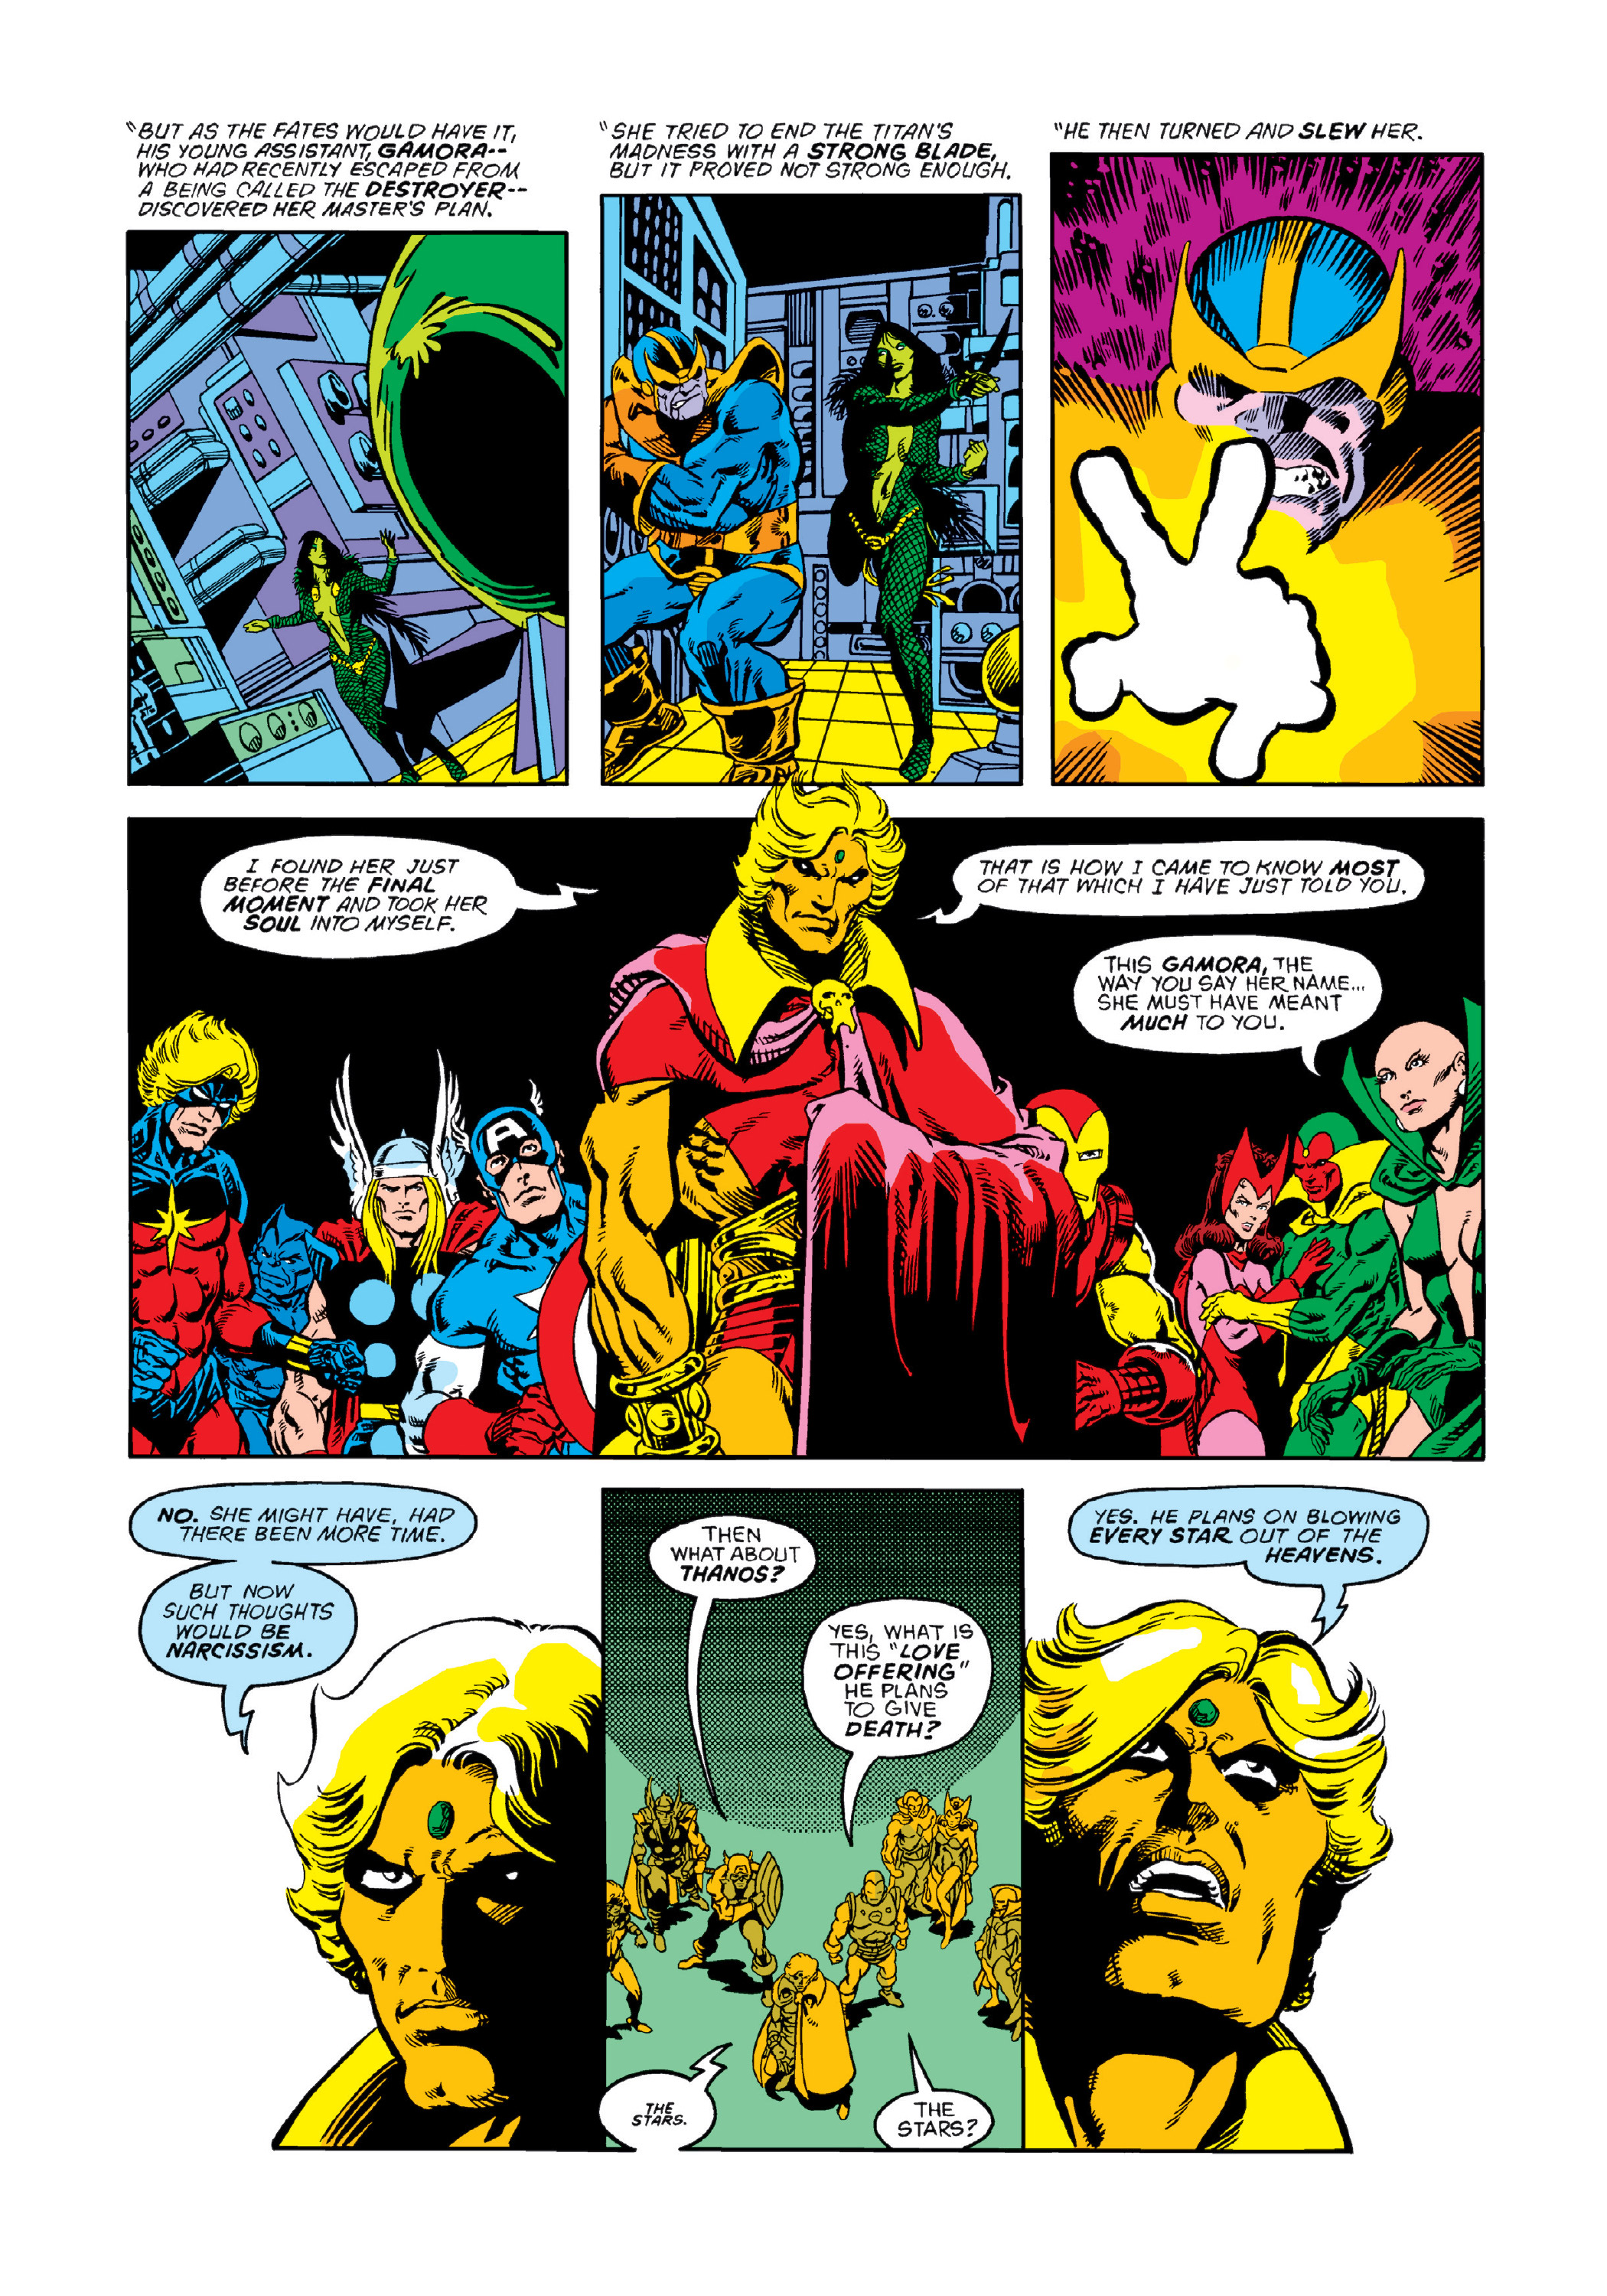 "BUT AS THE FATES WOULD HAVE IT,
HIS YOUNG ASSISTANT, GAMORA--
WHO HAD RECENTLY ESCAPED FROM
A BEING CALLED THE DESTROYER--
DISCOVERED HER MASTER'S PLAN.
"SHE TRIED TO END THE TITAN'S
MADNESS WITH A STRONG BLADE,
BUT IT PROVED NOT STRONG ENOUGH.
"HE THEN TURNED AND SLEW HER.
I FOUND HER JUST
BEFORE THE FINAL
MOMENT AND TOOK HER
SOUL INTO MYSELF.
THAT IS HOW I CAME TO KNOW MOST
OF THAT WHICH I HAVE JUST TOLD YOU.
THIS GAMORA, THE
WAY YOU SAY HER NAME...
SHE MUST HAVE MEANT
MUCH TO YOU.
A
NO. SHE MIGHT HAVE, HAD
THERE BEEN MORE TIME.
BUT NOW
SUCH THOUGHTS
WOULD BE
NARCISSISM.
THEN
WHAT ABOUT
THANOS?
YES, WHAT IS
THIS "LOVE
OFFERING"
HE PLANS
TO GIVE
DEATH?
THE
STARS.
THE
STARS?
YES. HE PLANS ON BLOWING
EVERY STAR OUT OF THE
HEAVENS.